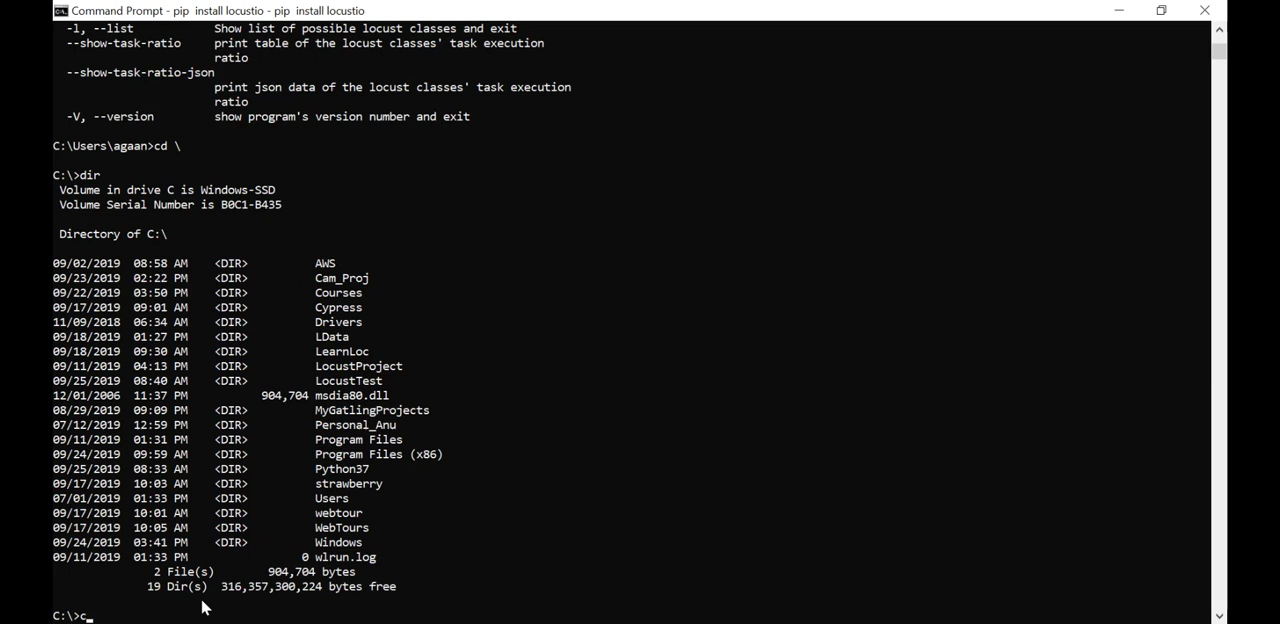 Command Prompt - pip  install locustio - pip  install locustio
-l, --list            Show list of possible locust classes and exit
--show-task-ratio     print table of the locust classes' task execution
ratio
--show-task-ratio-json
print json data of the locust classes' task execution
ratio
-V, --version         show program's version number and exit
C:\Users\agaan>cd \
C:\>dir
Volume in drive C is Windows-SSD
Volume Serial Number is B0C1-B435
Directory of C:\
09/02/2019  08:58 AM    <DIR>          AWS
09/23/2019  02:22 PM    <DIR>          Cam_Proj
09/22/2019  03:50 PM    <DIR>          Courses
09/17/2019  09:01 AM    <DIR>          Cypress
11/09/2018  06:34 AM    <DIR>          Drivers
09/18/2019  01:27 PM    <DIR>          LData
09/18/2019  09:30 AM    <DIR>          LearnLoc
09/11/2019  04:13 PM    <DIR>          LocustProject
09/25/2019  08:40 AM    <DIR>          LocustTest
12/01/2006  11:37 PM           904,704 msdia80.dll
08/29/2019  09:09 PM    <DIR>          MyGatlingProjects
07/12/2019  12:59 PM    <DIR>          Personal_Anu
09/11/2019  01:31 PM    <DIR>          Program Files
09/24/2019  09:59 AM    <DIR>          Program Files (x86)
09/25/2019  08:33 AM    <DIR>          Python37
09/17/2019  10:03 AM    <DIR>          strawberry
07/01/2019  01:33 PM    <DIR>          Users
09/17/2019  10:01 AM    <DIR>          webtour
09/17/2019  10:05 AM    <DIR>          WebTours
09/24/2019  03:41 PM    <DIR>          Windows
09/11/2019  01:33 PM                 0 wlrun.log
2 File(s)        904,704 bytes
19 Dir(s)  316,357,300,224 bytes free
C:\>c_